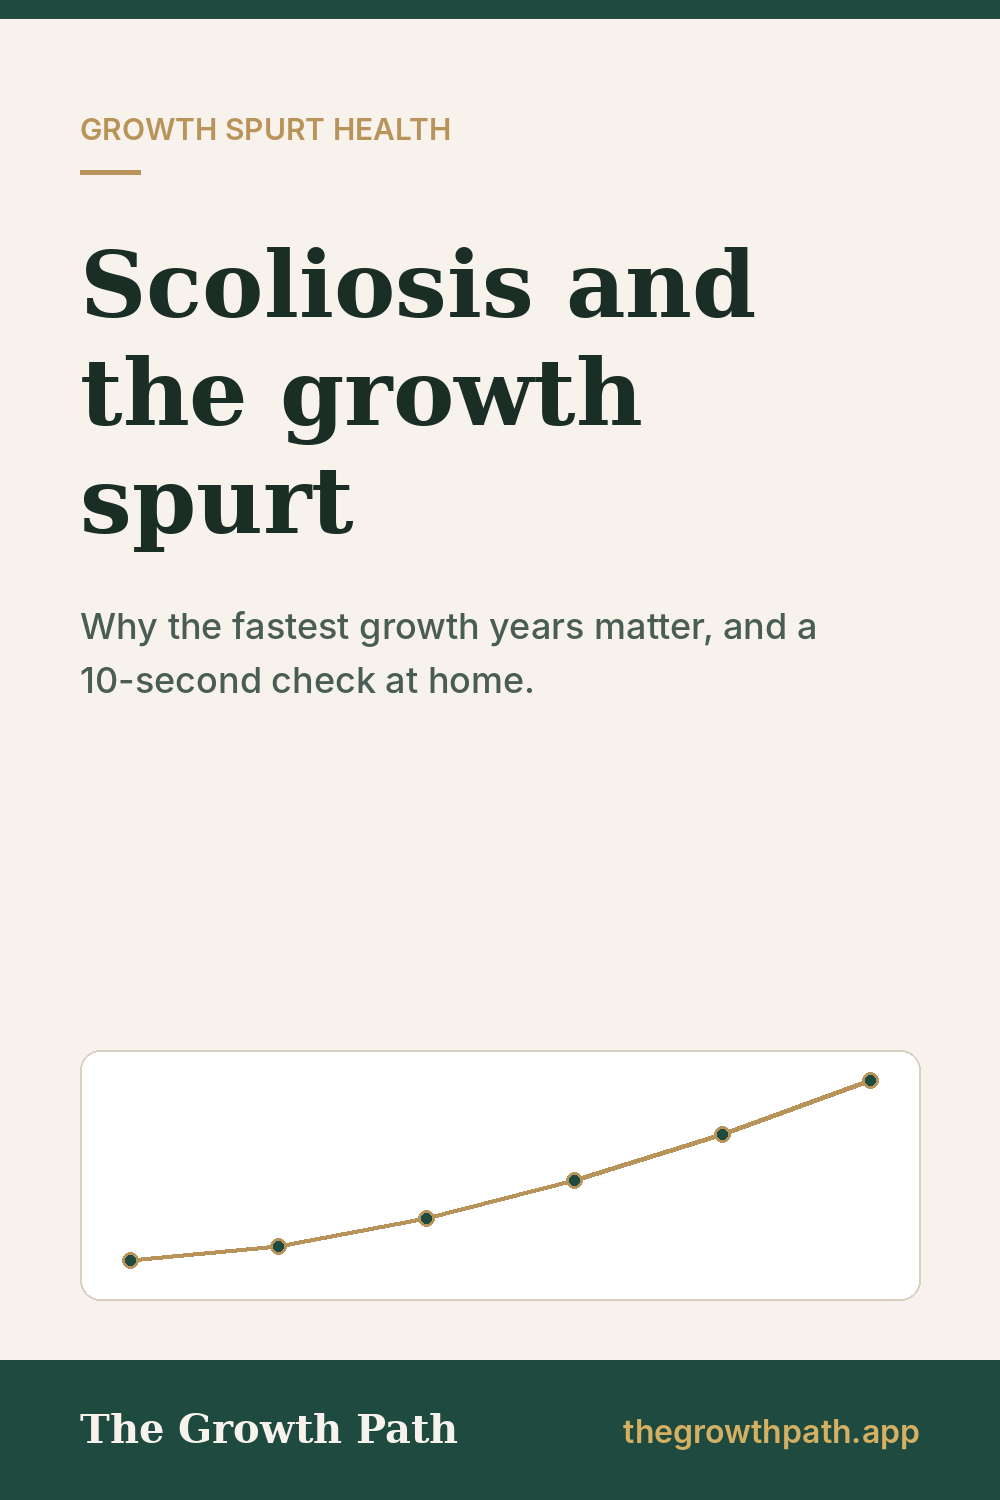 GROWTH SPURT HEALTH
Scoliosis and
the growth
spurt
Why the fastest growth years matter, and a
10-second check at home.
The Growth Path
thegrowthpath.app